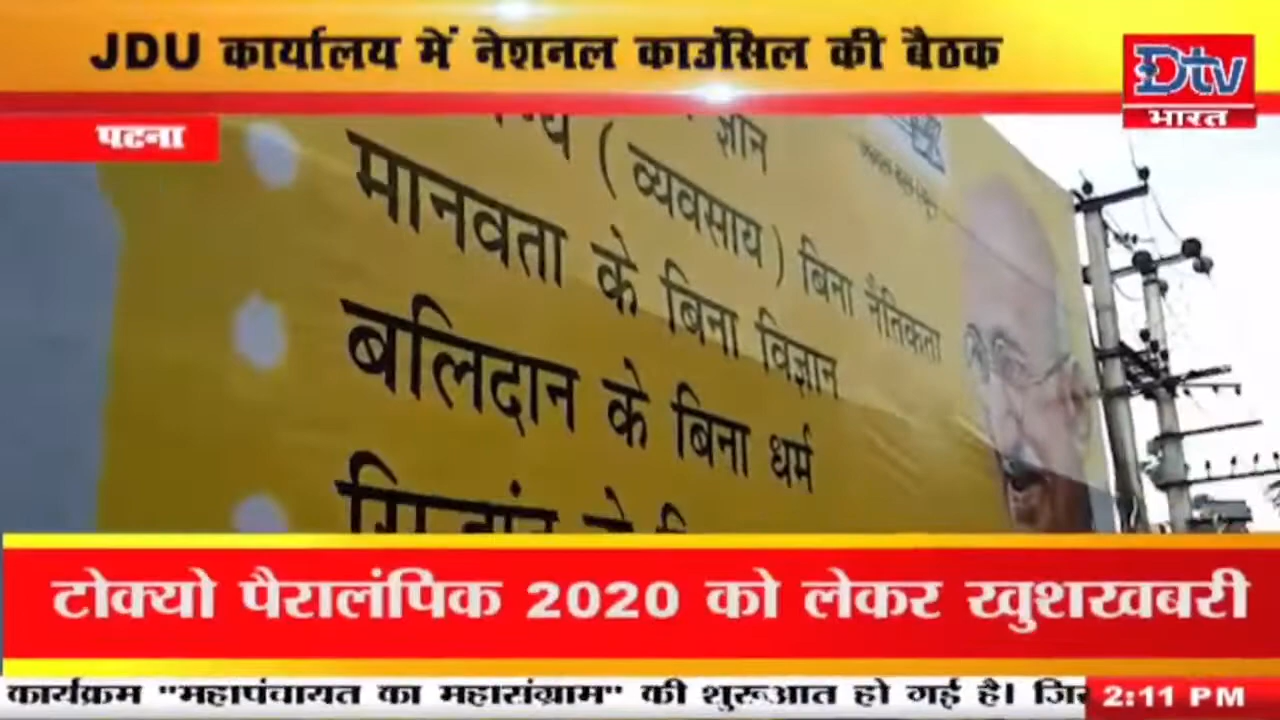 JDU कार्यालय में नेशनल काउंसिल की बैठक
Dtv
भारत
पटना
ज्ञान
( व्यवसाय ) बिना नैतिकता
मानवता के बिना विज्ञान
बलिदान के बिना धर्म
टोक्यो पैरालंपिक 2020 को लेकर खुशखबरी
कार्यक्रम "महापंचायत का महासंग्राम" की शुरूआत हो गई है।
2:11 PM